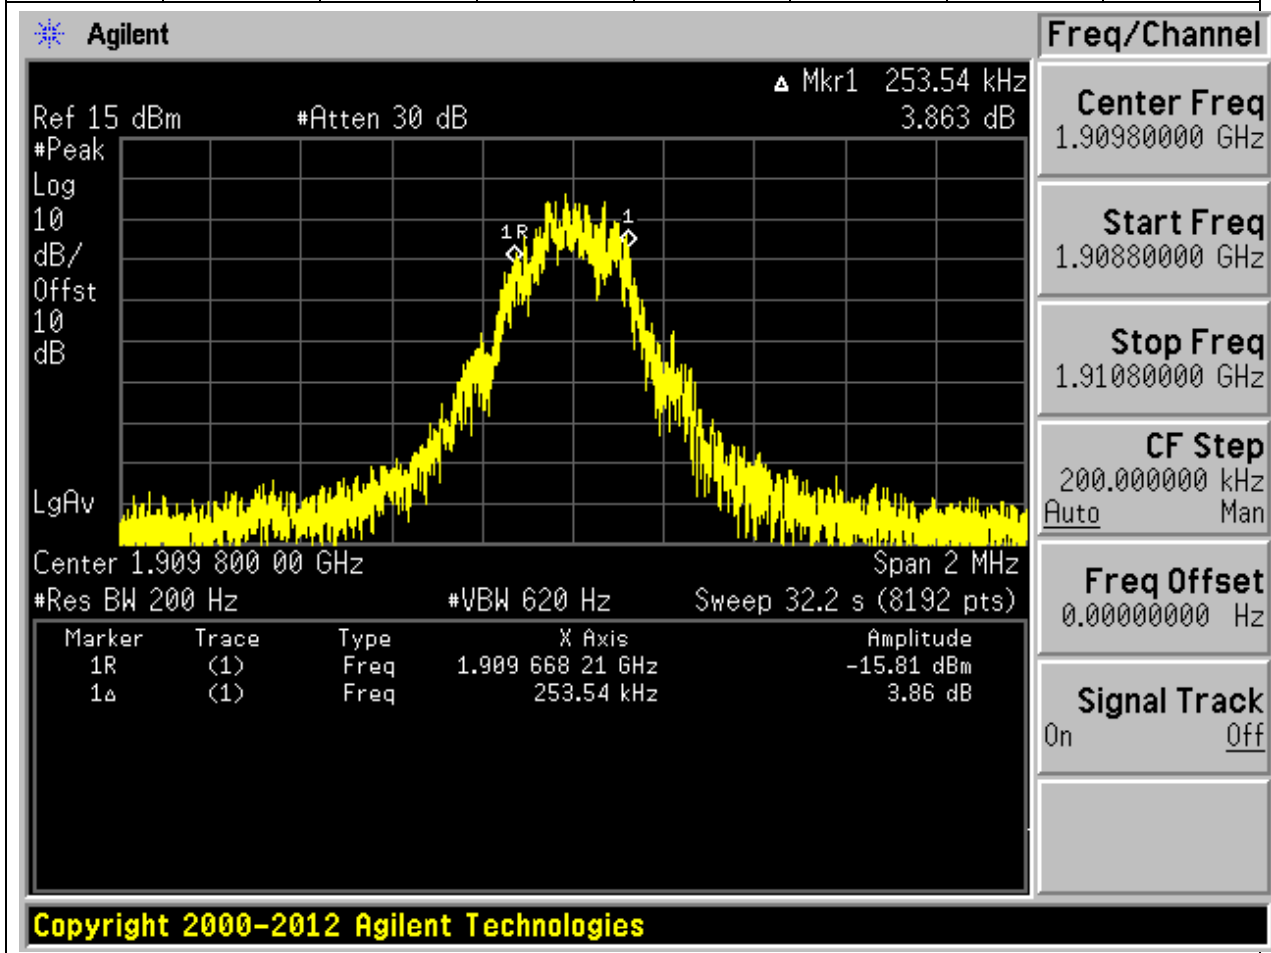 Agilent
Freq/Channel
Δ Mkr1 253.54 kHz
Ref 15 dBm #Atten 30 dB 3.863 dB
#Peak
Log
10
dB/
Offst
10
dB
LgAv
1R
1
Center 1.909 800 00 GHz Span 2 MHz
#Res BW 200 Hz #VBW 620 Hz Sweep 32.2 s (8192 pts)
Marker Trace Type X Axis Amplitude
1R (1) Freq 1.909 668 21 GHz -15.81 dBm
1Δ (1) Freq 253.54 kHz 3.86 dB
Center Freq
1.90980000 GHz
Start Freq
1.90880000 GHz
Stop Freq
1.91080000 GHz
CF Step
200.000000 kHz
Auto Man
Freq Offset
0.00000000 Hz
Signal Track
On Off
Copyright 2000-2012 Agilent Technologies